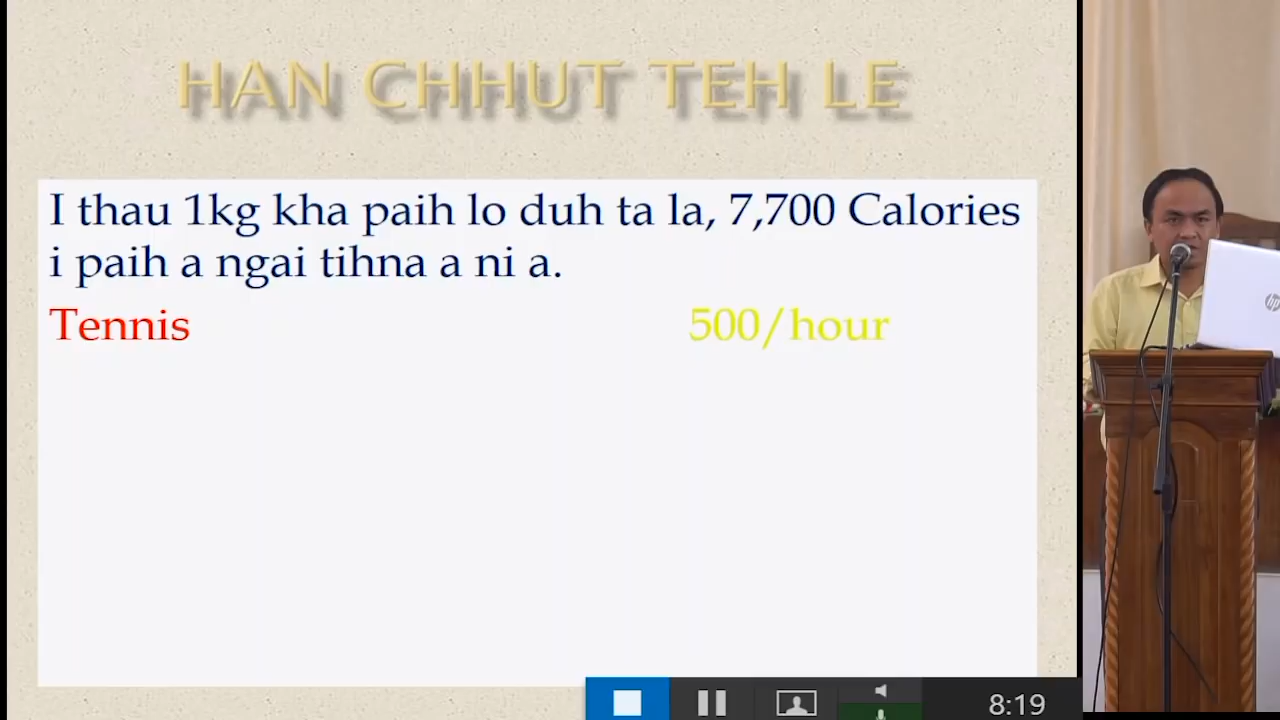 HAN CHHUT TEH LE
I thau 1kg kha paih lo duh ta la, 7,700 Calories
i paih a ngai tihna a ni a.
Tennis 500/hour
hp
8:19